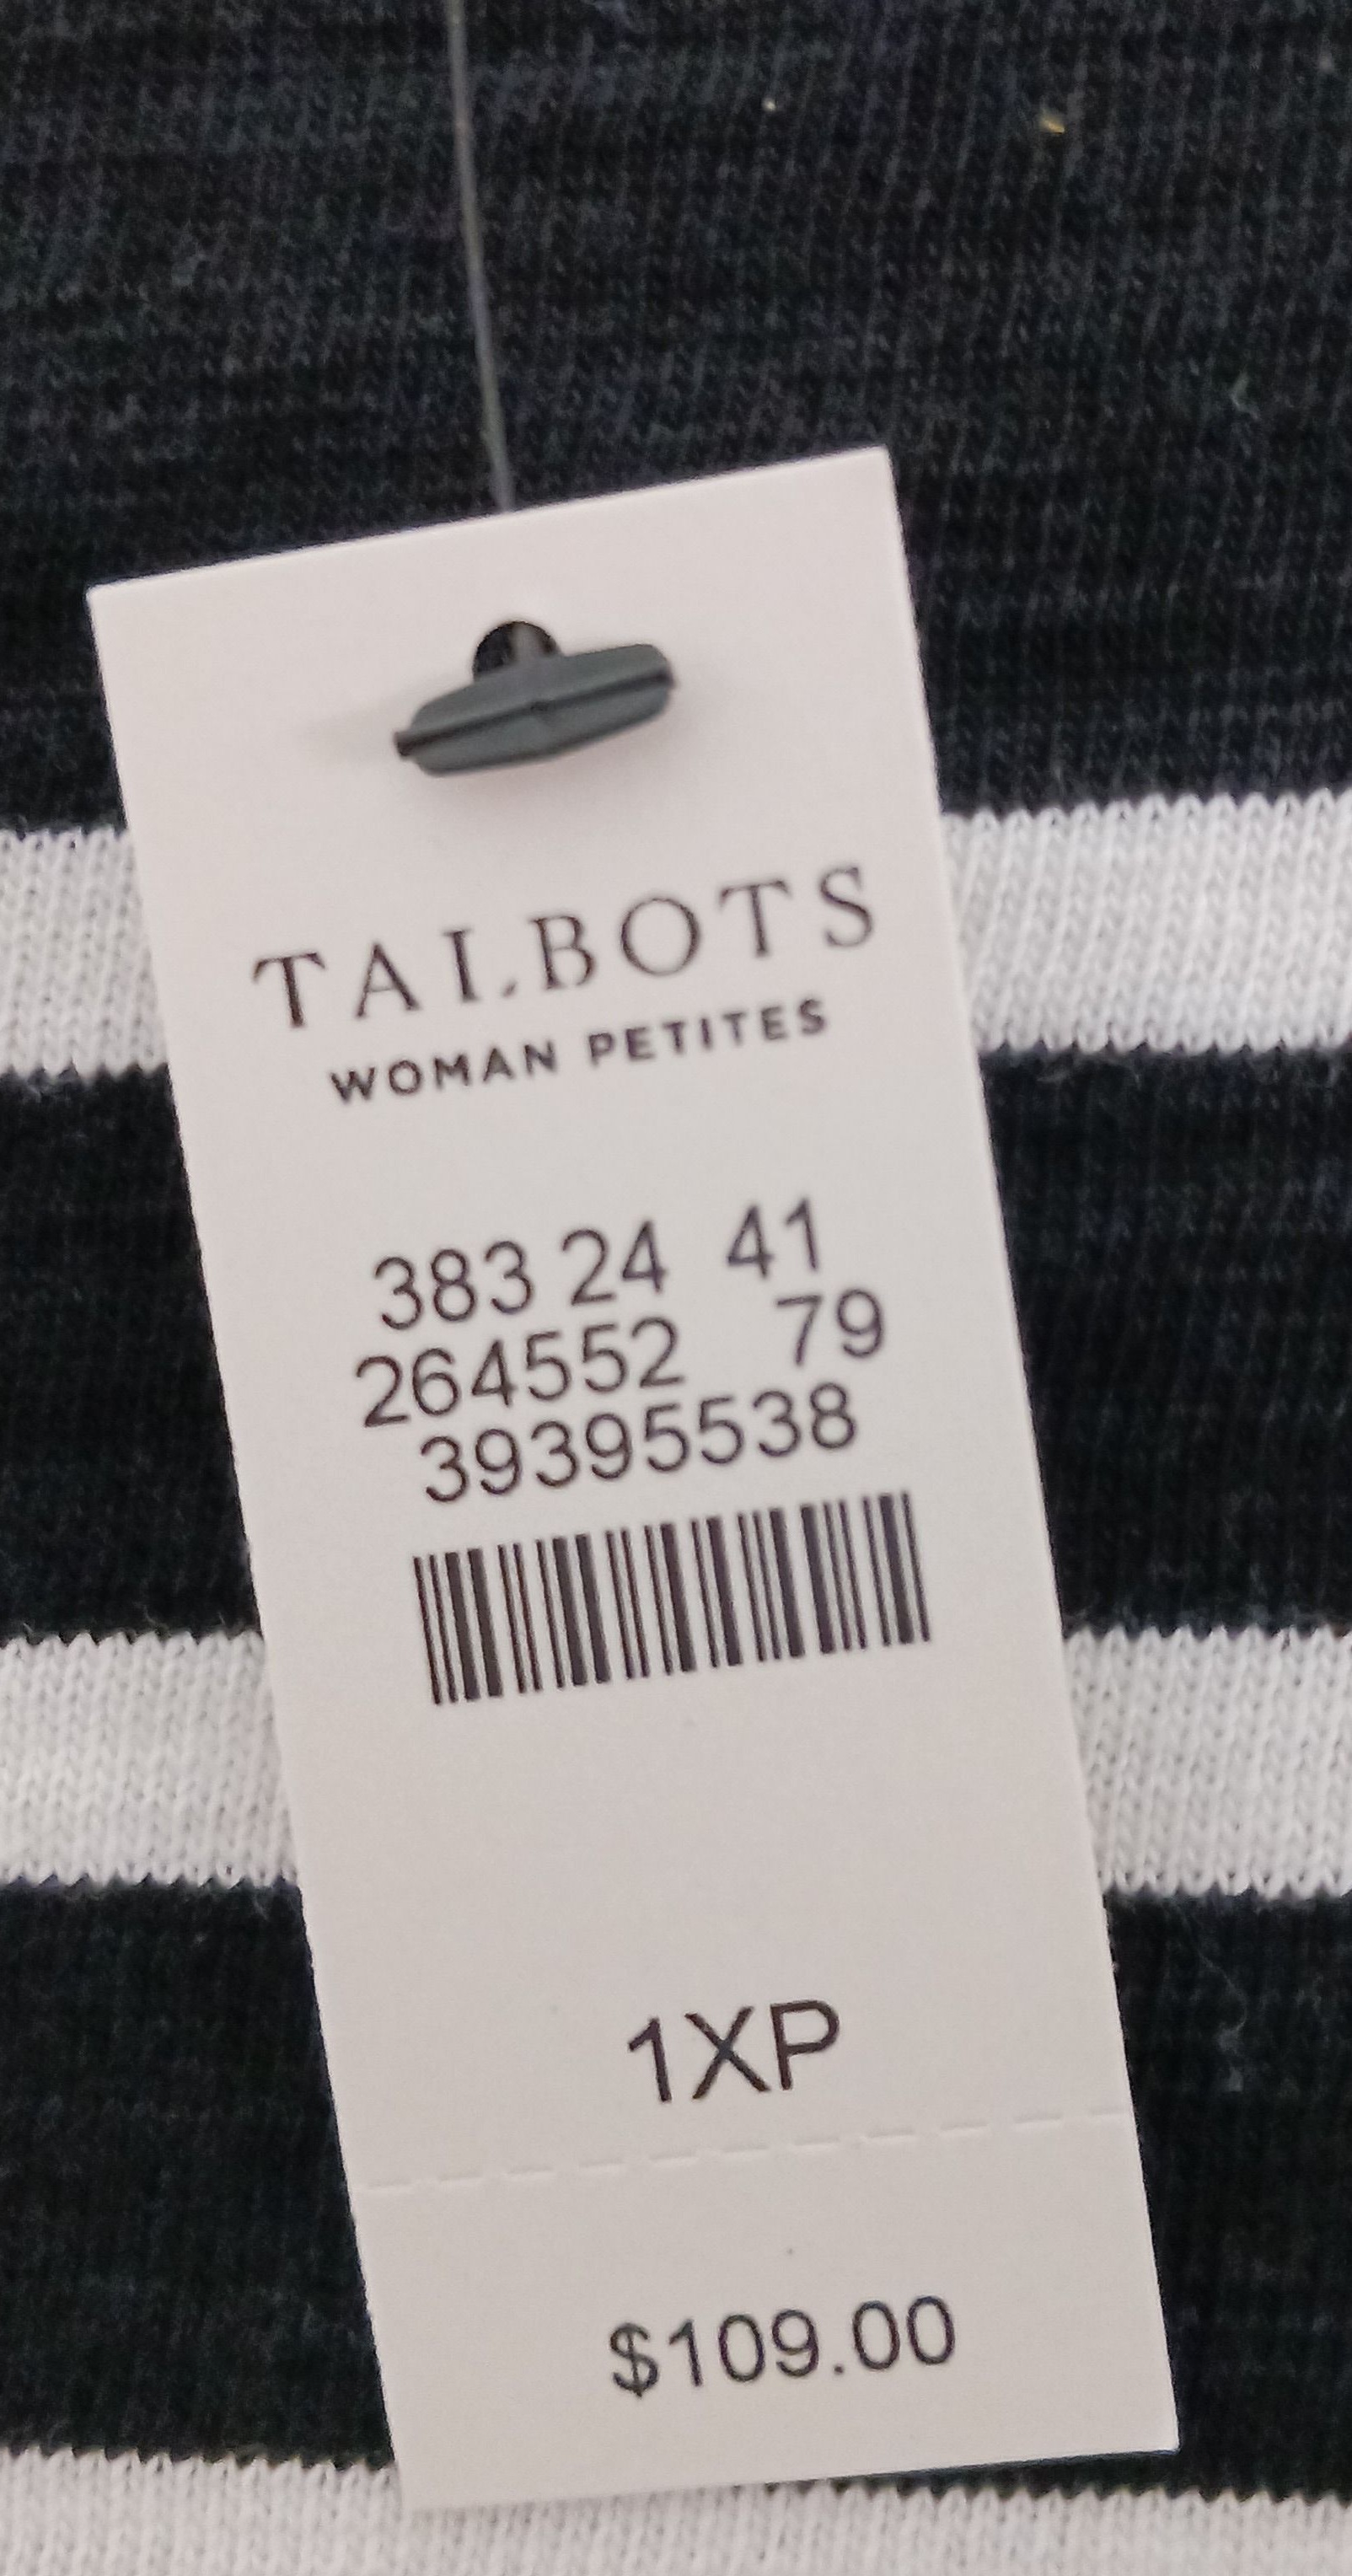 TALBOTS
WOMAN PETITES
383 24 41
264552 79
39395538
1XP
$109.00